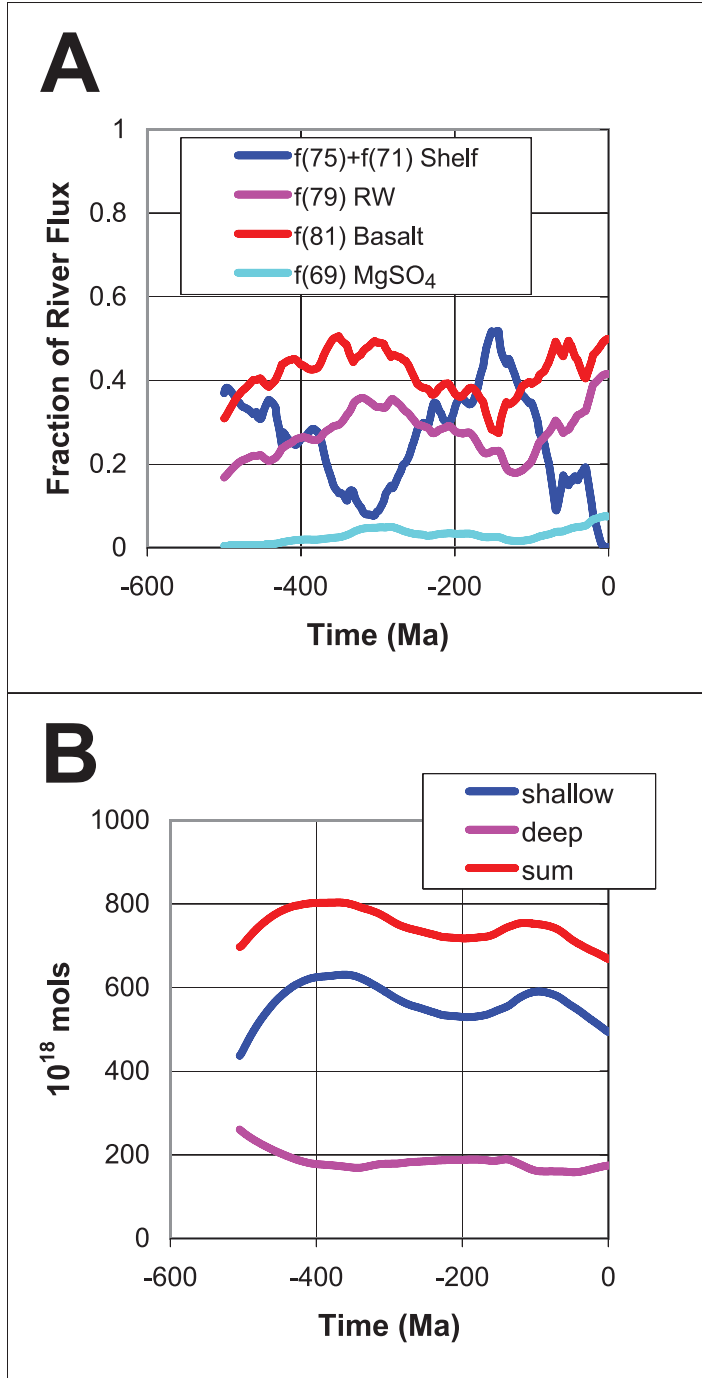 A
1
0.8
0.6
0.4
0.2
0
f(75)+f(71) Shelf
f(79) RW
f(81) Basalt
f(69) MgSO₄
Fraction of River Flux
-600
-400
-200
0
Time (Ma)
B
shallow
deep
sum
1000
800
600
400
200
0
10¹⁸ mols
-600
-400
-200
0
Time (Ma)